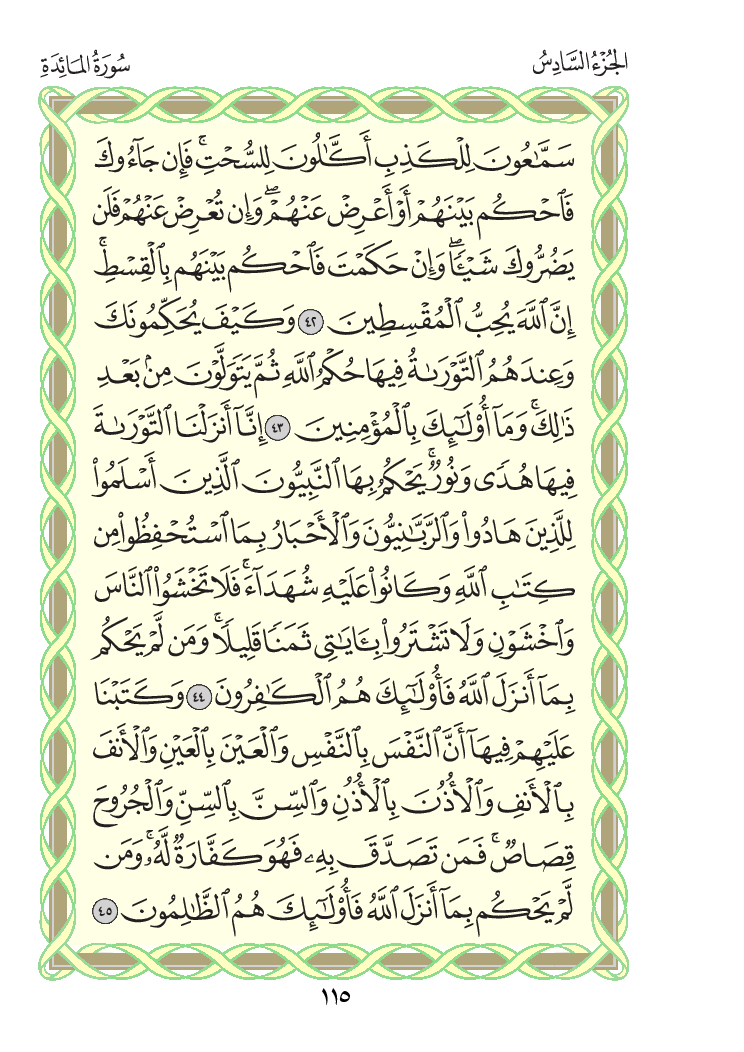 الجُزْءُ السَّادِسُ
سُورَةُ المَائِدَةِ
سَمَّٰعُونَ لِلْكَذِبِ أَكَّٰلُونَ لِلسُّحْتِۚ فَإِن جَآءُوكَ
فَٱحْكُم بَيْنَهُمْ أَوْ أَعْرِضْ عَنْهُمْۖ وَإِن تُعْرِضْ عَنْهُمْ فَلَن
يَضُرُّوكَ شَيْـًٔاۖ وَإِنْ حَكَمْتَ فَٱحْكُم بَيْنَهُم بِٱلْقِسْطِۚ
إِنَّ ٱللَّهَ يُحِبُّ ٱلْمُقْسِطِينَ ٤٢ وَكَيْفَ يُحَكِّمُونَكَ
وَعِندَهُمُ ٱلتَّوْرَىٰةُ فِيهَا حُكْمُ ٱللَّهِ ثُمَّ يَتَوَلَّوْنَ مِنۢ بَعْدِ
ذَٰلِكَۚ وَمَآ أُو۟لَٰٓئِكَ بِٱلْمُؤْمِنِينَ ٤٣ إِنَّآ أَنزَلْنَا ٱلتَّوْرَىٰةَ
فِيهَا هُدًى وَنُورٌۚ يَحْكُمُ بِهَا ٱلنَّبِيُّونَ ٱلَّذِينَ أَسْلَمُوا۟
لِلَّذِينَ هَادُوا۟ وَٱلرَّبَّٰنِيُّونَ وَٱلْأَحْبَارُ بِمَا ٱسْتُحْفِظُوا۟ مِن
كِتَٰبِ ٱللَّهِ وَكَانُوا۟ عَلَيْهِ شُهَدَآءَۚ فَلَا تَخْشَوُا۟ ٱلنَّاسَ
وَٱخْشَوْنِ وَلَا تَشْتَرُوا۟ بِـَٔايَٰتِى ثَمَنًا قَلِيلًاۚ وَمَن لَّمْ يَحْكُم
بِمَآ أَنزَلَ ٱللَّهُ فَأُو۟لَٰٓئِكَ هُمُ ٱلْكَٰفِرُونَ ٤٤ وَكَتَبْنَا
عَلَيْهِمْ فِيهَآ أَنَّ ٱلنَّفْسَ بِٱلنَّفْسِ وَٱلْعَيْنَ بِٱلْعَيْنِ وَٱلْأَنفَ
بِٱلْأَنفِ وَٱلْأُذُنَ بِٱلْأُذُنِ وَٱلسِّنَّ بِٱلسِّنِّ وَٱلْجُرُوحَ
قِصَاصٌۚ فَمَن تَصَدَّقَ بِهِۦ فَهُوَ كَفَّارَةٌ لَّهُۥۚ وَمَن
لَّمْ يَحْكُم بِمَآ أَنزَلَ ٱللَّهُ فَأُو۟لَٰٓئِكَ هُمُ ٱلظَّٰلِمُونَ ٤٥
١١٥